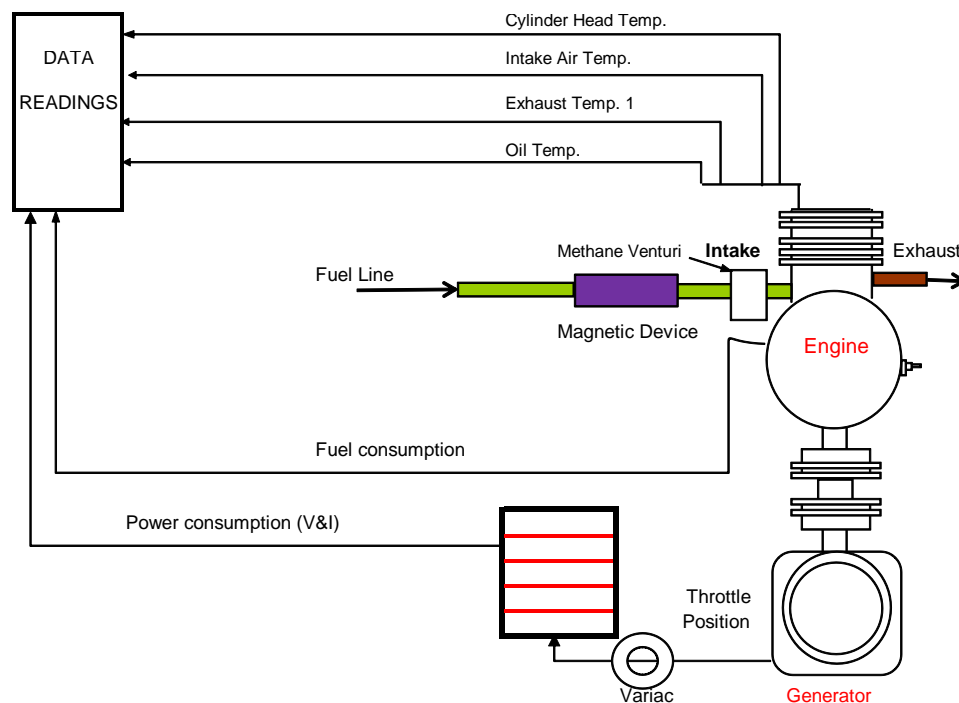 Cylinder Head Temp.
DATA
READINGS
Intake Air Temp.
Exhaust Temp. 1
Oil Temp.
Methane Venturi
Intake
Exhaust
Fuel Line
Magnetic Device
Engine
Fuel consumption
Power consumption (V&I)
Throttle
Position
Variac
Generator